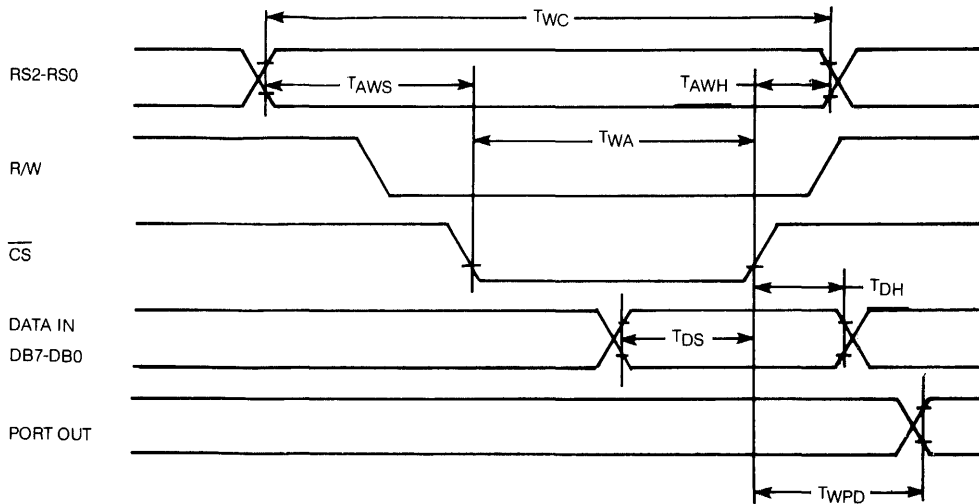 TWC
RS2-RS0
TAWS
TAWH
TWA
R/W
CS
TDH
DATA IN
DB7-DB0
TDS
PORT OUT
TWPD